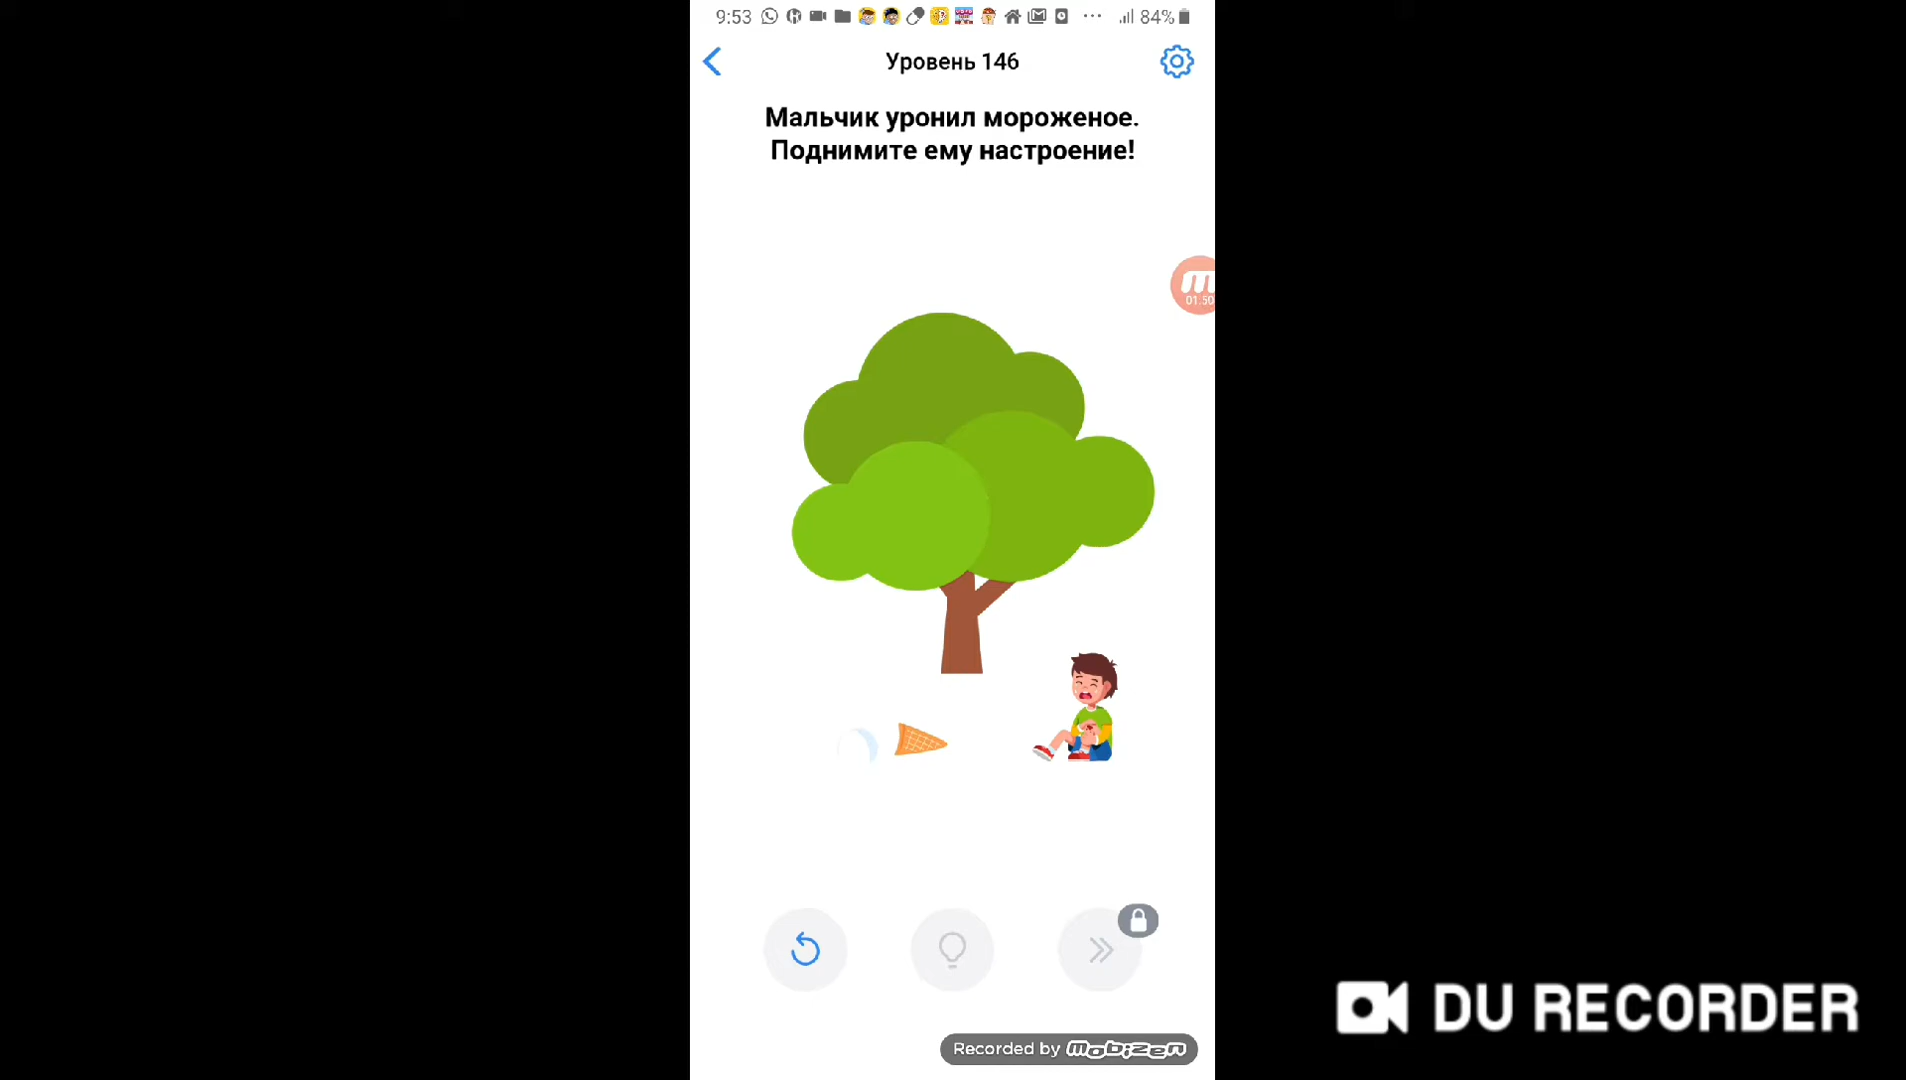 9:53
84%
Уровень 146
Мальчик уронил мороженое.
Поднимите ему настроение!
01:50
DU RECORDER
Recorded by mobizen